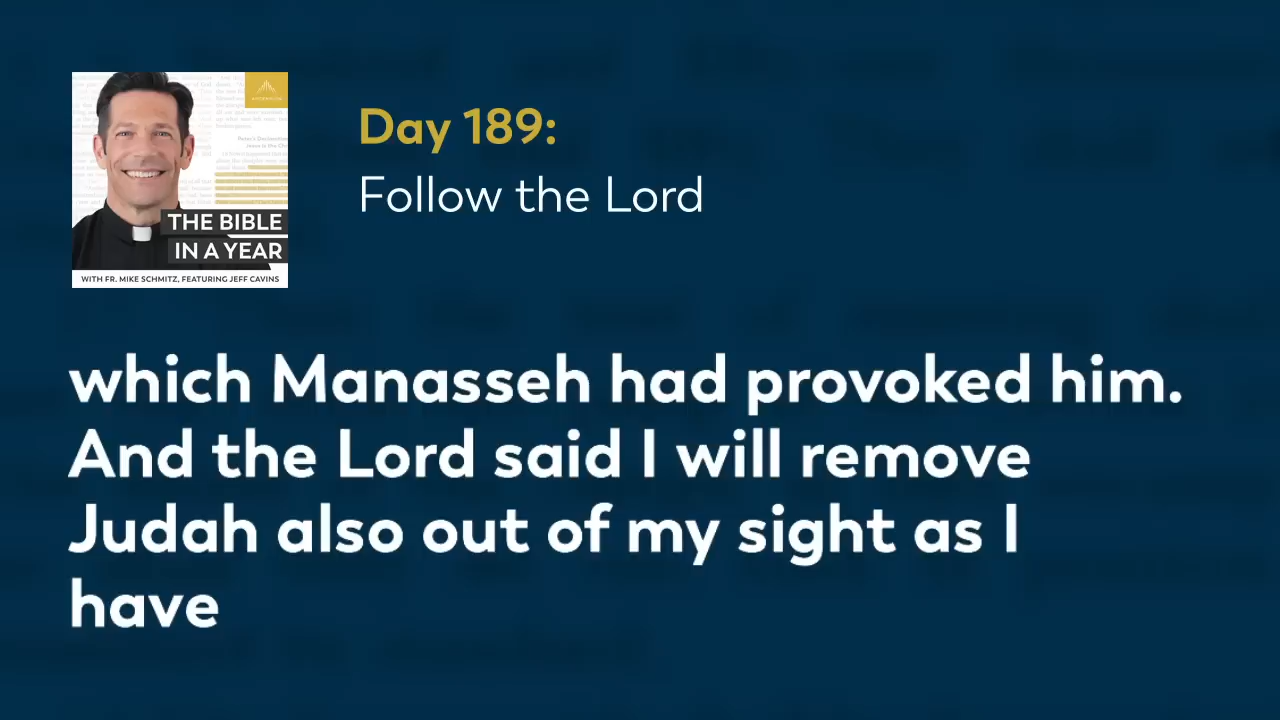 Day 189:
Follow the Lord
THE BIBLE
IN A YEAR
WITH FR. MIKE SCHMITZ, FEATURING JEFF CAVINS
which Manasseh had provoked him.
And the Lord said I will remove
Judah also out of my sight as I
have